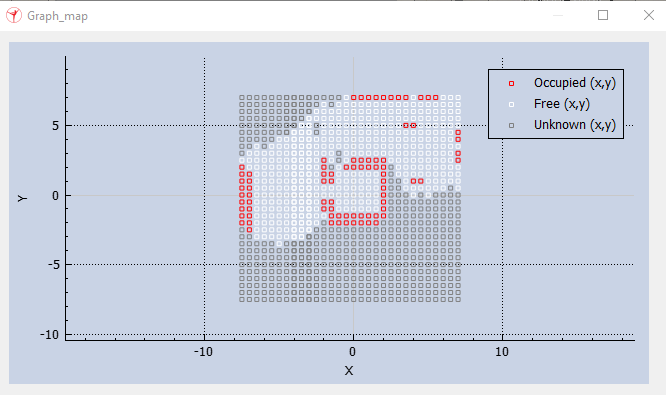 Graph_map
Occupied (x,y)
Free (x,y)
Unknown (x,y)
5
0
-5
-10
Y
-10
0
10
X